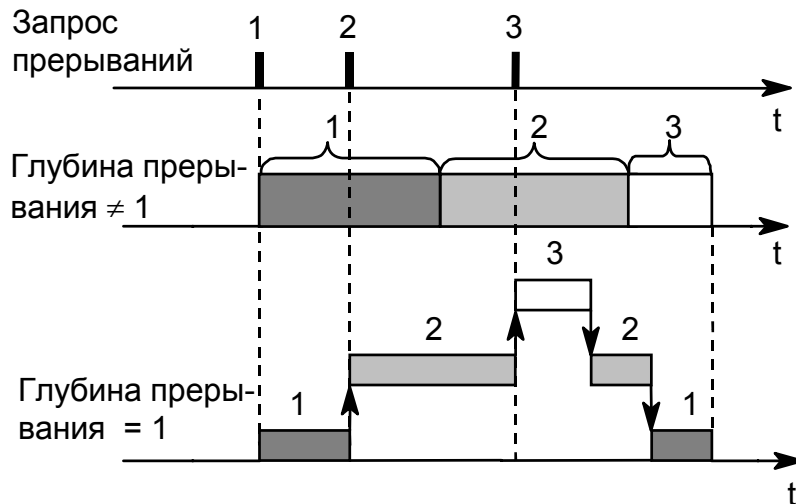 Запрос
прерываний
1 2 3
t
1 2 3
Глубина преры-
вания ≠ 1
t
3
2 2
Глубина преры-
вания = 1
1 1
t